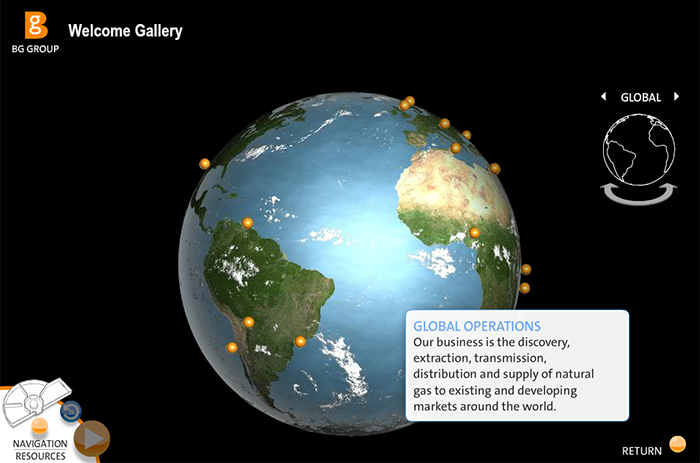 Welcome Gallery
BG GROUP
GLOBAL
GLOBAL OPERATIONS
Our business is the discovery,
extraction, transmission,
distribution and supply of natural
gas to existing and developing
markets around the world.
NAVIGATION
RESOURCES
RETURN